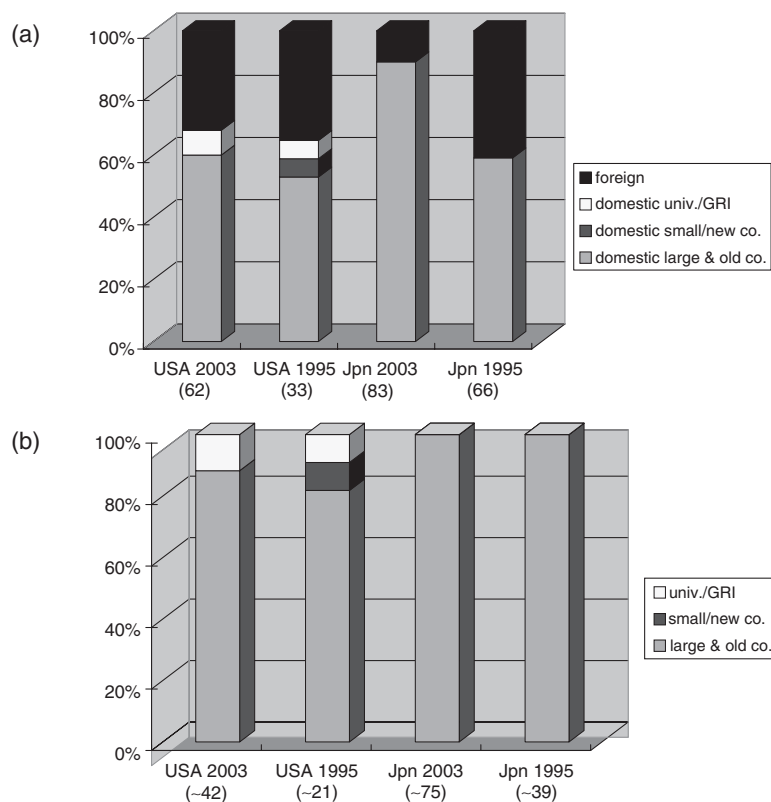 (a)
100%
80%
60%
40%
20%
0%
USA 2003 USA 1995 Jpn 2003 Jpn 1995
(62) (33) (83) (66)
foreign
domestic univ./GRI
domestic small/new co.
domestic large & old co.
(b)
100%
80%
60%
40%
20%
0%
USA 2003 USA 1995 Jpn 2003 Jpn 1995
(~42) (~21) (~75) (~39)
univ./GRI
small/new co.
large & old co.